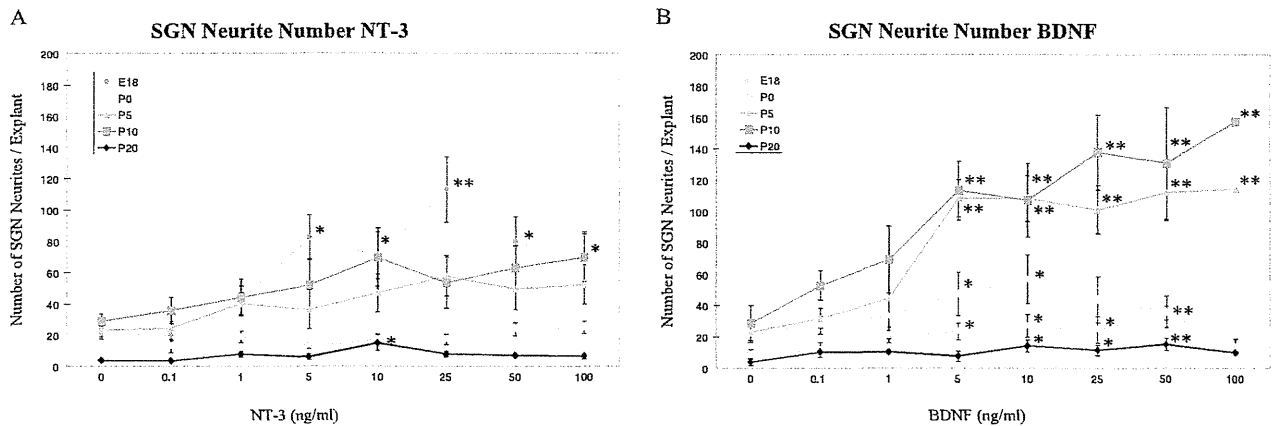 A
SGN Neurite Number NT-3
Number of SGN Neurites / Explant
200
180
160
140
120
100
80
60
40
20
0
E18
P0
P5
P10
P20
*
**
*
*
*
*
0 0.1 1 5 10 25 50 100
NT-3 (ng/ml)
B
SGN Neurite Number BDNF
Number of SGN Neurites / Explant
200
180
160
140
120
100
80
60
40
20
0
E18
P0
P5
P10
P20
** ** ** ** **
** ** ** ** **
* *
* * * **
* * **
0 0.1 1 5 10 25 50 100
BDNF (ng/ml)